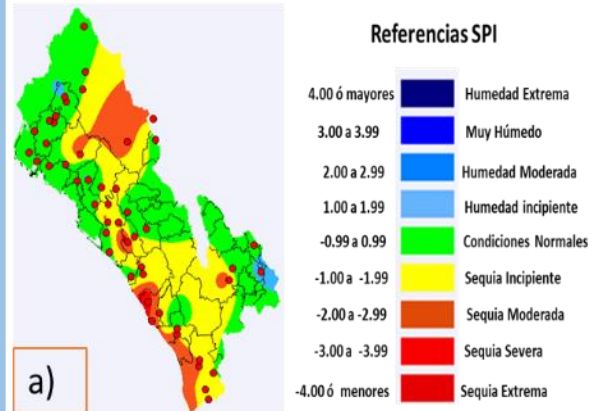 Referencias SPI
4.00 ó mayores Humedad Extrema
3.00 a 3.99 Muy Húmedo
2.00 a 2.99 Humedad Moderada
1.00 a 1.99 Humedad incipiente
-0.99 a 0.99 Condiciones Normales
-1.00 a -1.99 Sequia Incipiente
-2.00 a -2.99 Sequia Moderada
-3.00 a -3.99 Sequia Severa
-4.00 ó menores Sequia Extrema
a)